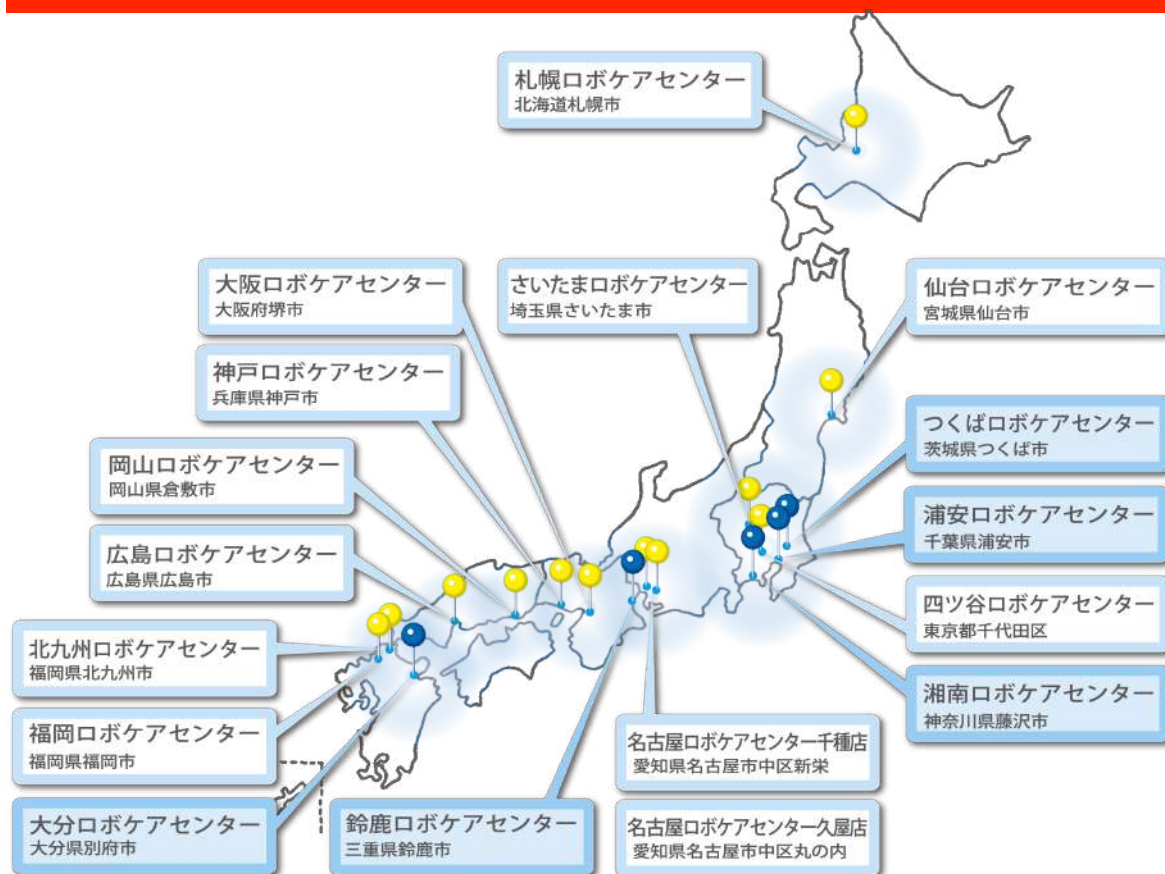 札幌ロボケアセンター
北海道札幌市
大阪ロボケアセンター
大阪府堺市
さいたまロボケアセンター
埼玉県さいたま市
仙台ロボケアセンター
宮城県仙台市
神戸ロボケアセンター
兵庫県神戸市
つくばロボケアセンター
茨城県つくば市
岡山ロボケアセンター
岡山県倉敷市
浦安ロボケアセンター
千葉県浦安市
広島ロボケアセンター
広島県広島市
四ツ谷ロボケアセンター
東京都千代田区
北九州ロボケアセンター
福岡県北九州市
湘南ロボケアセンター
神奈川県藤沢市
福岡ロボケアセンター
福岡県福岡市
名古屋ロボケアセンター千種店
愛知県名古屋市中区新栄
大分ロボケアセンター
大分県別府市
鈴鹿ロボケアセンター
三重県鈴鹿市
名古屋ロボケアセンター久屋店
愛知県名古屋市中区丸の内